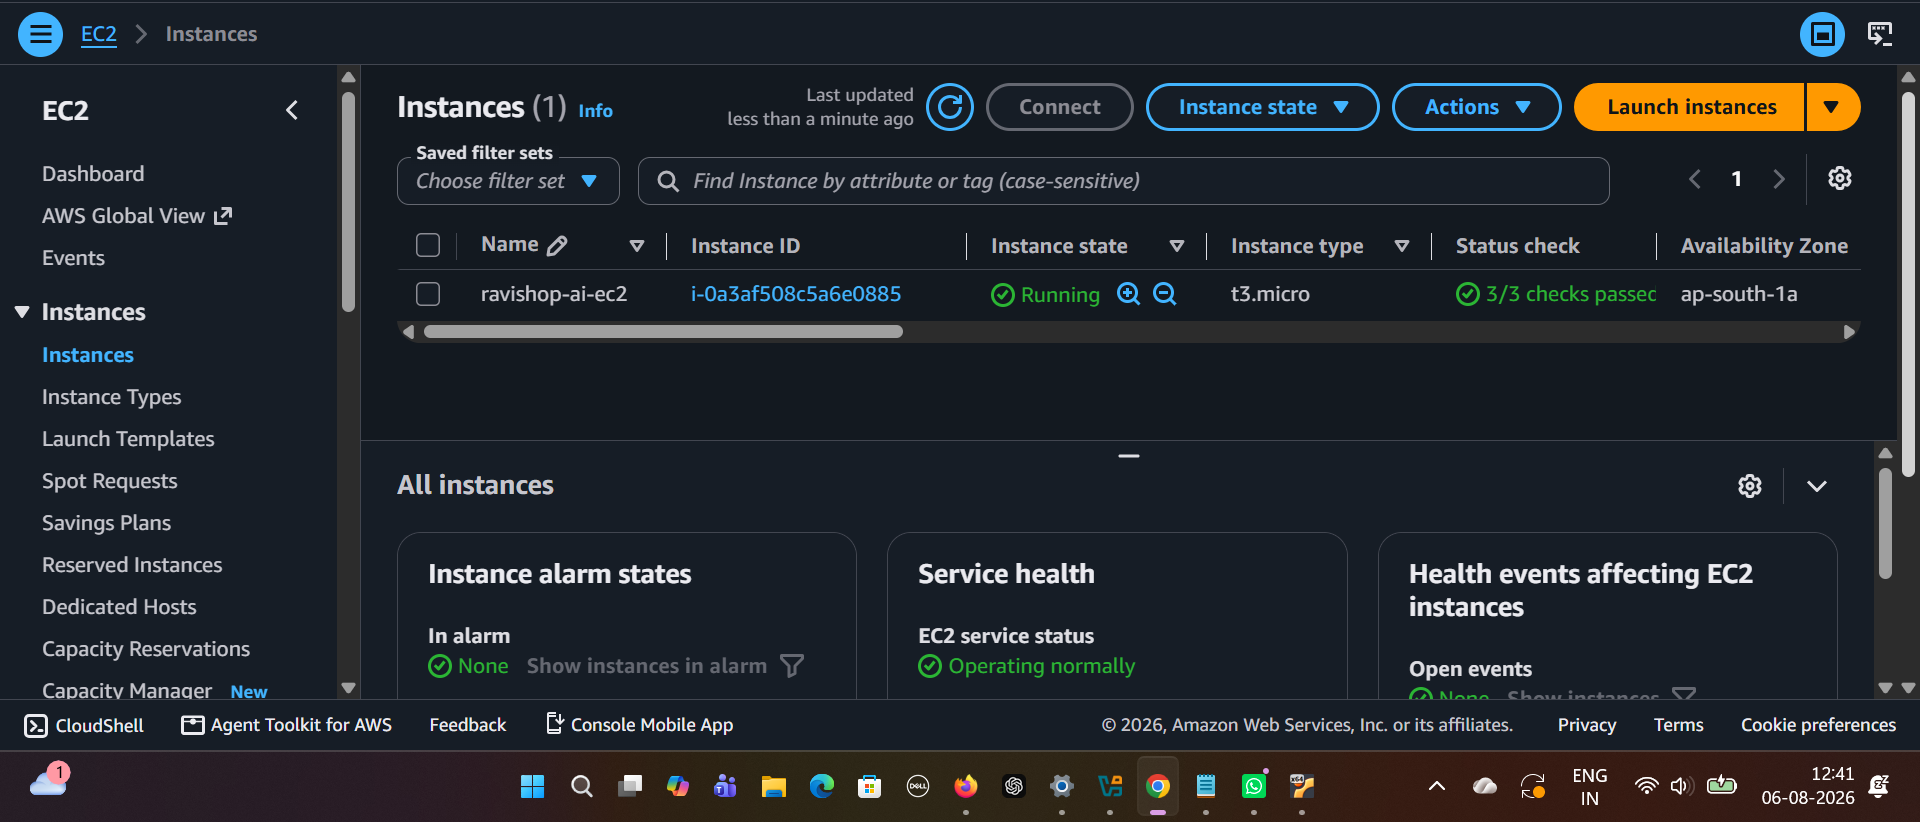 EC2 > Instances
EC2
Dashboard
AWS Global View
Events
Instances
Instances
Instance Types
Launch Templates
Spot Requests
Savings Plans
Reserved Instances
Dedicated Hosts
Capacity Reservations
Capacity Manager New
Instances (1) Info
Last updated
less than a minute ago
Connect
Instance state
Actions
Launch instances
Saved filter sets
Choose filter set
Find Instance by attribute or tag (case-sensitive)
1
Name Instance ID Instance state Instance type Status check Availability Zone
ravishop-ai-ec2 i-0a3af508c5a6e0885 Running t3.micro 3/3 checks passed ap-south-1a
All instances
Instance alarm states
In alarm
None Show instances in alarm
Service health
EC2 service status
Operating normally
Health events affecting EC2
instances
Open events
None Show instances
CloudShell Agent Toolkit for AWS Feedback Console Mobile App © 2026, Amazon Web Services, Inc. or its affiliates. Privacy Terms Cookie preferences
1
DELL
X64
ENG
IN
12:41
06-08-2026